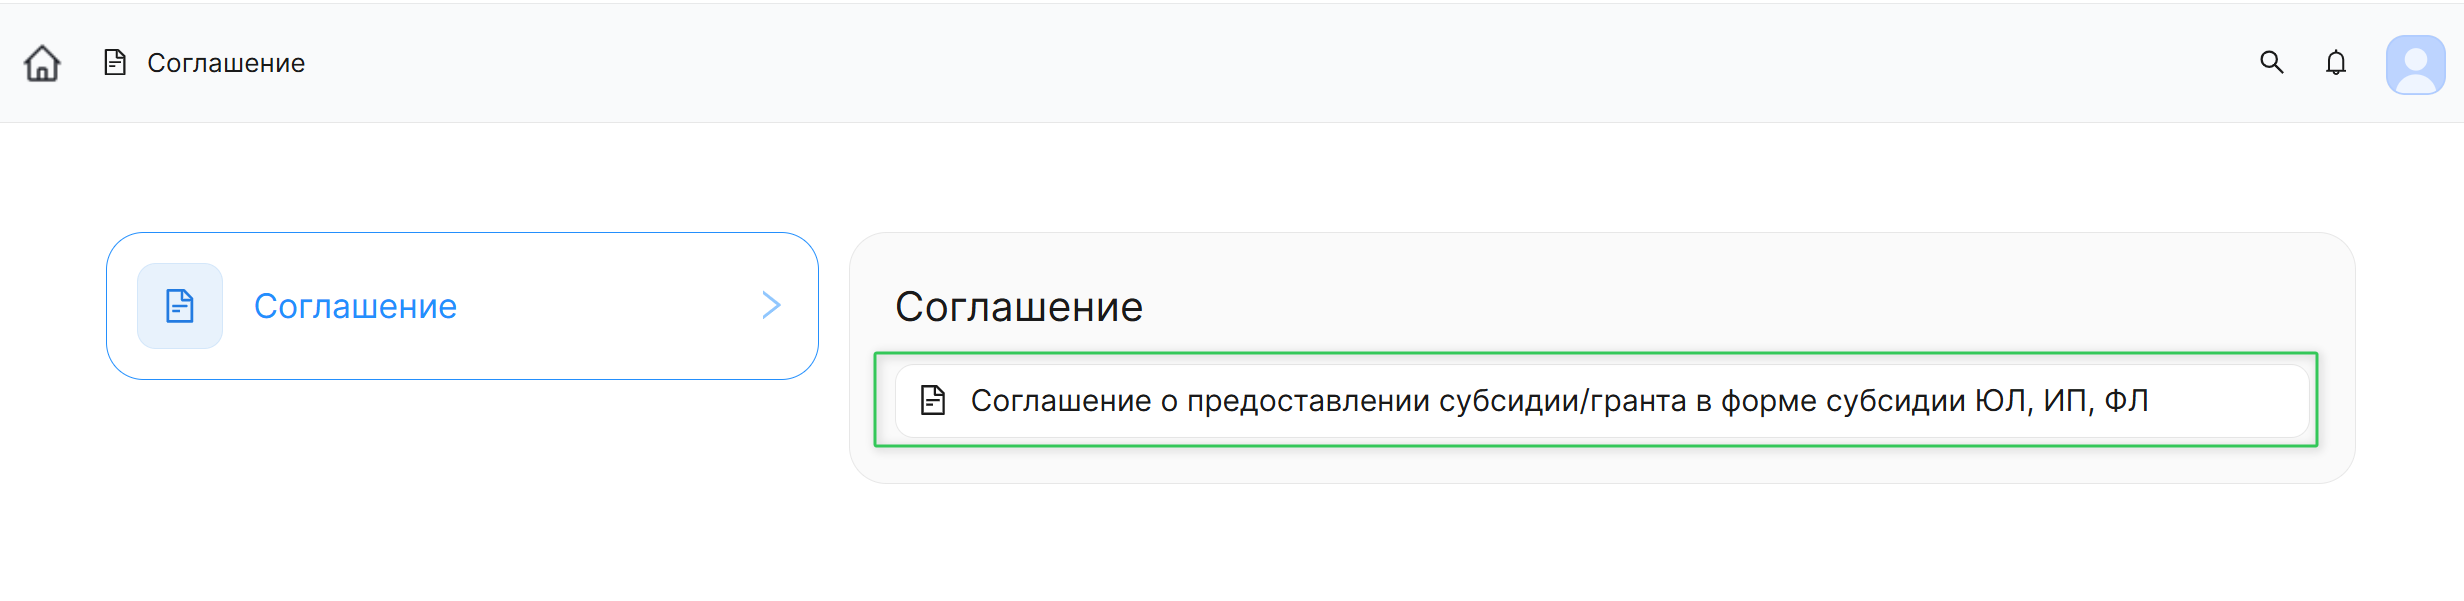 Соглашение
Соглашение
Соглашение
Соглашение о предоставлении субсидии/гранта в форме субсидии ЮЛ, ИП, ФЛ